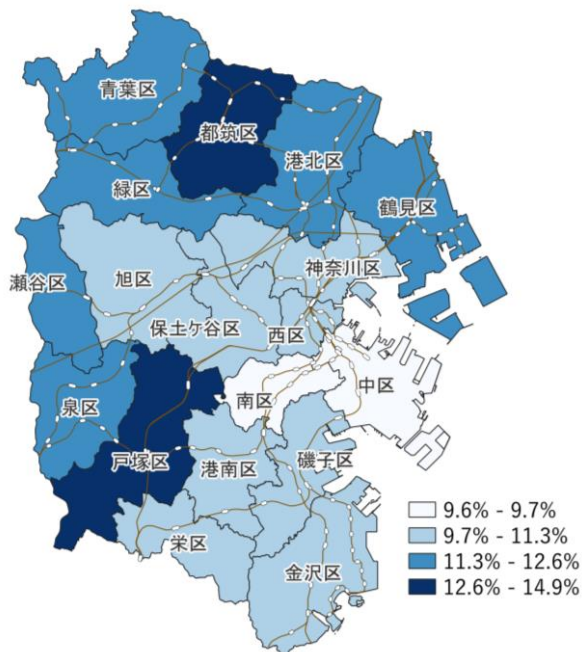 青葉区
都筑区
港北区
緑区
鶴見区
瀬谷区
旭区
神奈川区
保土ケ谷区
西区
泉区
南区
中区
戸塚区
港南区
磯子区
栄区
金沢区
9.6% - 9.7%
9.7% - 11.3%
11.3% - 12.6%
12.6% - 14.9%